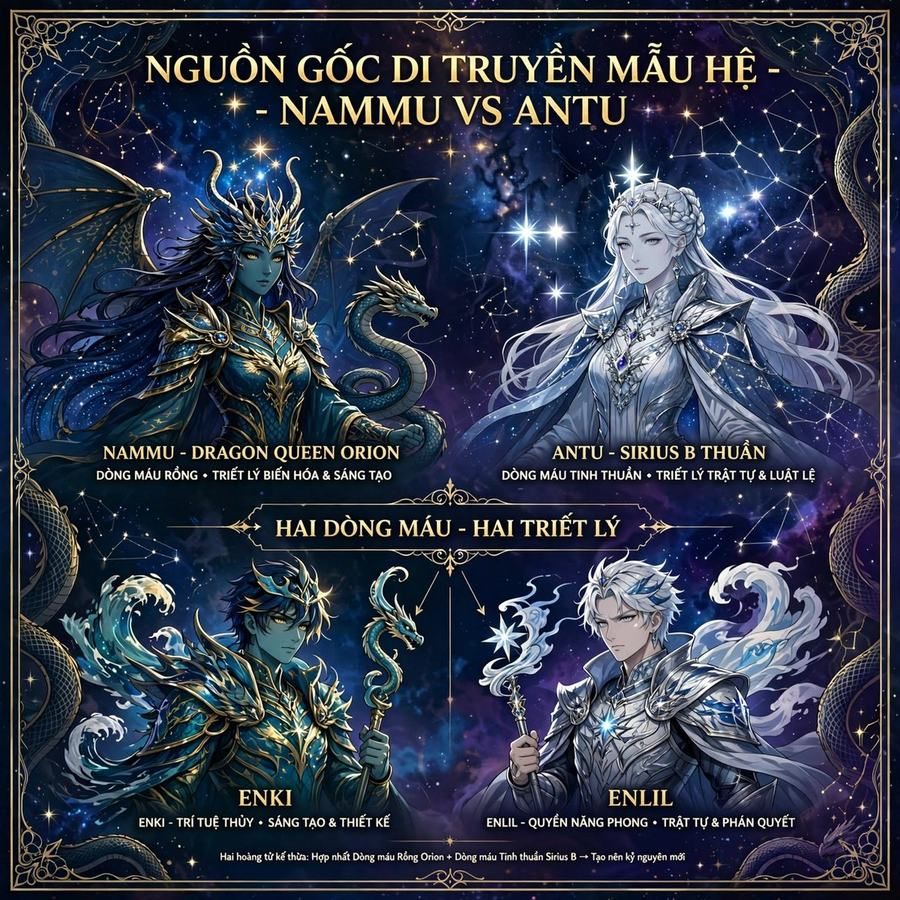 NGUỒN GỐC DI TRUYỀN MẪU HỆ -
- NAMMU VS ANTU
NAMMU - DRAGON QUEEN ORION
DÒNG MÁU RỒNG • TRIẾT LÝ BIẾN HÓA & SÁNG TẠO
ANTU - SIRIUS B THUẦN
DÒNG MÁU TINH THUẦN • TRIẾT LÝ TRẬT TỰ & LUẬT LỆ
HAI DÒNG MÁU - HAI TRIẾT LÝ
ENKI
ENKI - TRÍ TUỆ THỦY • SÁNG TẠO & THIẾT KẾ
ENLIL
ENLIL - QUYỀN NĂNG PHONG • TRẬT TỰ & PHÁN QUYẾT
Hai hoàng tử kế thừa: Hợp nhất Dòng máu Rồng Orion + Dòng máu Tinh thuần Sirius B → Tạo nên kỷ nguyên mới